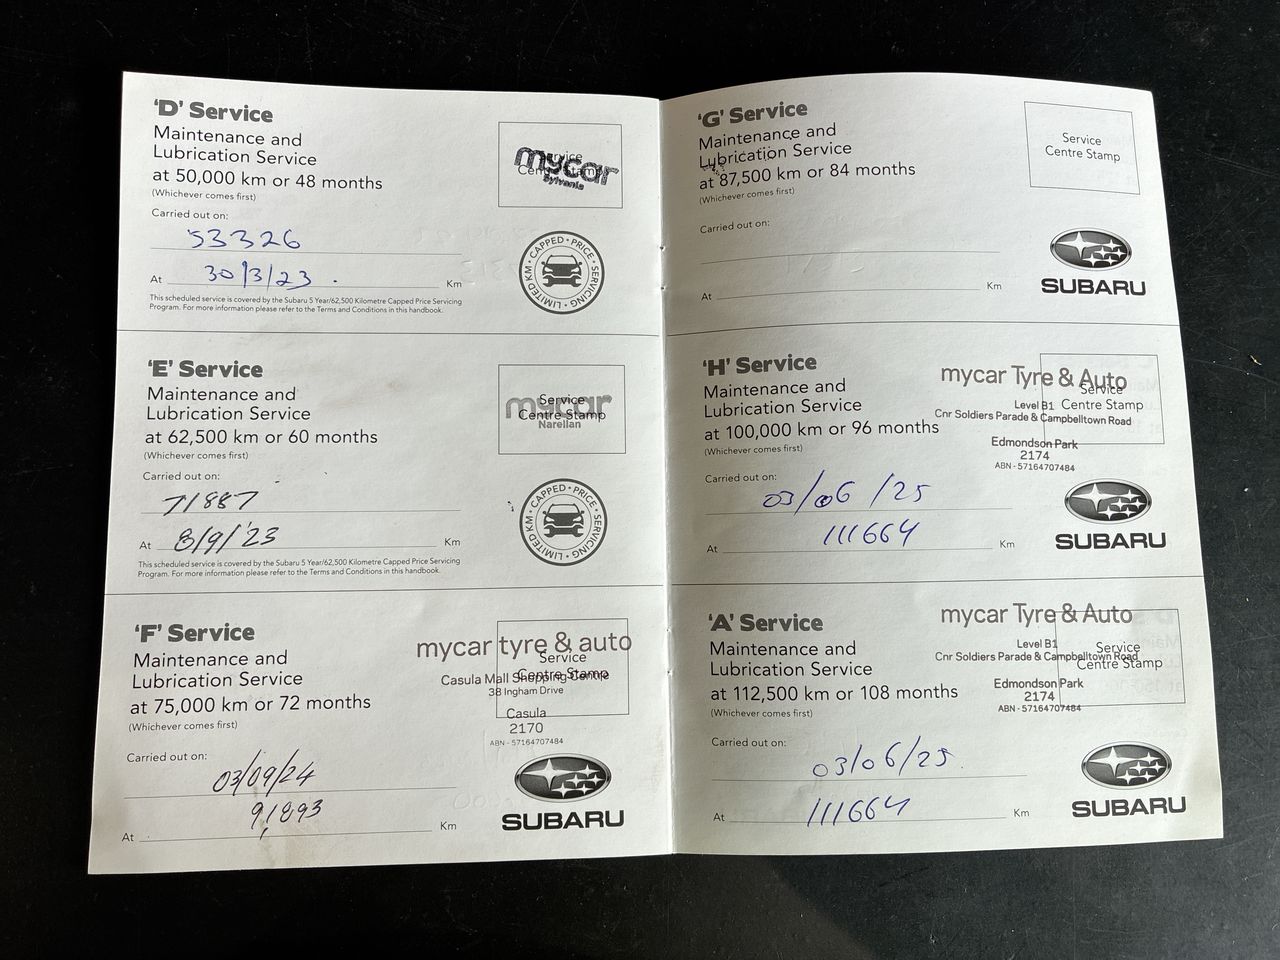 'D' Service
Maintenance and
Lubrication Service
at 50,000 km or 48 months
(Whichever comes first)
Service
Centre Stamp
mycar
Sylvania
Carried out on:
53326
At 30/3/23 . Km
This scheduled service is covered by the Subaru 5 Year/62,500 Kilometre Capped Price Servicing
Program. For more information please refer to the Terms and Conditions in this handbook.
CAPPED • PRICE • SERVICING • LIMITED KM •
'E' Service
Maintenance and
Lubrication Service
at 62,500 km or 60 months
(Whichever comes first)
Service
Centre Stamp
mycar
Narellan
Carried out on:
71887
At 8/9/23 Km
This scheduled service is covered by the Subaru 5 Year/62,500 Kilometre Capped Price Servicing
Program. For more information please refer to the Terms and Conditions in this handbook.
CAPPED • PRICE • SERVICING • LIMITED KM •
'F' Service
Maintenance and
Lubrication Service
at 75,000 km or 72 months
(Whichever comes first)
Service
Centre Stamp
mycar tyre & auto
Casula Mall Shopping Centre
38 Ingham Drive
Casula
2170
ABN - 57164707484
Carried out on:
03/09/24
91,893
At Km
SUBARU
'G' Service
Maintenance and
Lubrication Service
at 87,500 km or 84 months
(Whichever comes first)
Service
Centre Stamp
Carried out on:
At Km
SUBARU
'H' Service
Maintenance and
Lubrication Service
at 100,000 km or 96 months
(Whichever comes first)
Service
Centre Stamp
mycar Tyre & Auto
Level B1
Cnr Soldiers Parade & Campbelltown Road
Edmondson Park
2174
ABN - 57164707484
Carried out on:
03/06/25
At 111664 Km
SUBARU
'A' Service
Maintenance and
Lubrication Service
at 112,500 km or 108 months
(Whichever comes first)
Service
Centre Stamp
mycar Tyre & Auto
Level B1
Cnr Soldiers Parade & Campbelltown Road
Edmondson Park
2174
ABN - 57164707484
Carried out on:
03/06/25.
At 111664 Km
SUBARU